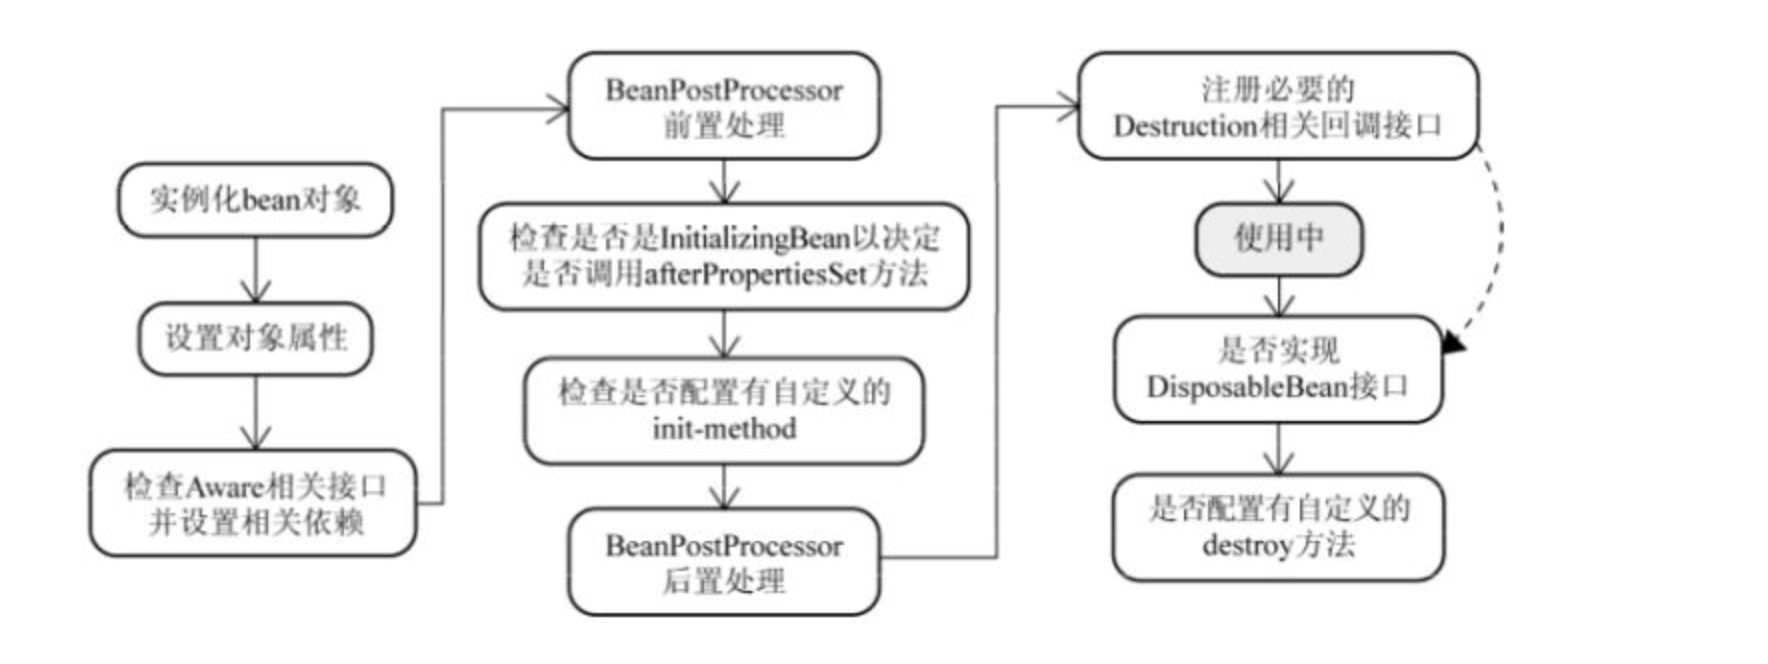 实例化bean对象
设置对象属性
检查Aware相关接口
并设置相关依赖
BeanPostProcessor
前置处理
检查是否是InitializingBean以决定
是否调用afterPropertiesSet方法
检查是否配置有自定义的
init-method
BeanPostProcessor
后置处理
注册必要的
Destruction相关回调接口
使用中
是否实现
DisposableBean接口
是否配置有自定义的
destroy方法